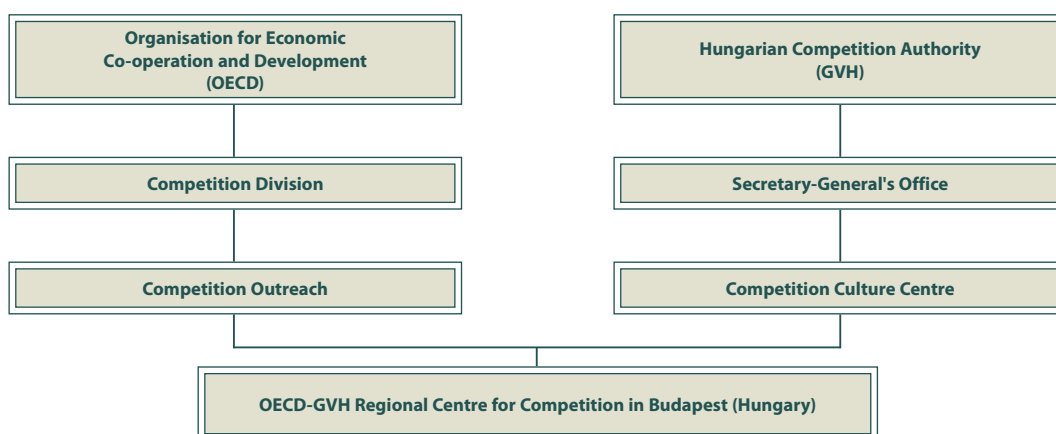 Organisation for Economic
Co-operation and Development
(OECD)
Hungarian Competition Authority
(GVH)
Competition Division
Secretary-General's Office
Competition Outreach
Competition Culture Centre
OECD-GVH Regional Centre for Competition in Budapest (Hungary)